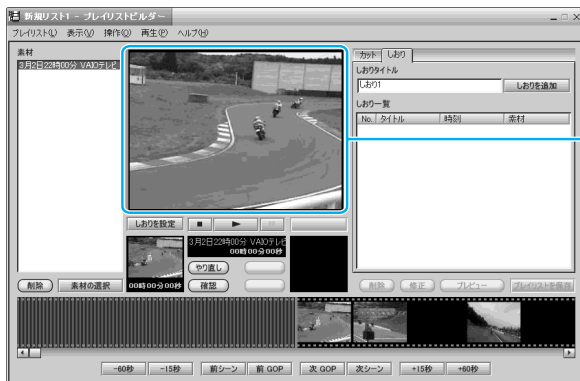 新規リスト1 - プレイリストビルダー
プレイリスト(L) 表示(V) 操作(O) 再生(P) ヘルプ(H)
素材
3月2日22時00分 VAIOテレビ
カット しおり
しおりタイトル
しおり1
しおりを追加
しおり一覧
No. タイトル 時刻 素材
しおりを設定
3月2日22時00分 VAIOテレビ
00時00分00秒
やり直し
確認
00時00分00秒
削除 素材の選択
削除 修正 プレビュー プレイリストを保存
-60秒 -15秒 前シーン 前 GOP 次 GOP 次シーン +15秒 +60秒